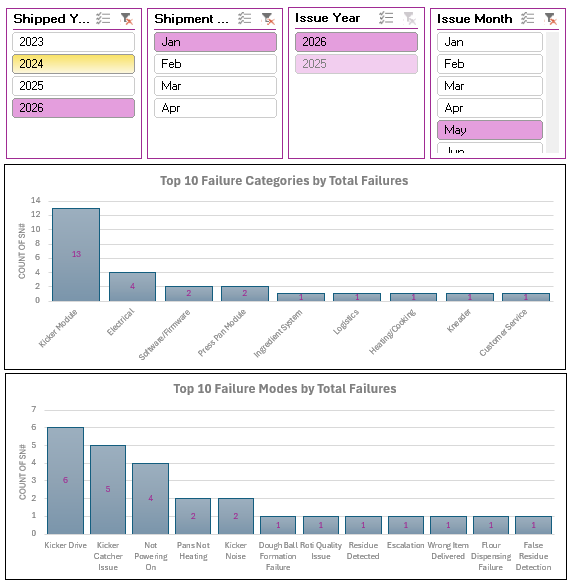 Shipped Y...
2023
2024
2025
2026
Shipment ...
Jan
Feb
Mar
Apr
Issue Year
2026
2025
Issue Month
Jan
Feb
Mar
Apr
May
Jun
Top 10 Failure Categories by Total Failures
COUNT OF SN#
14
12
10
8
6
4
2
0
13
4
2
2
1
1
1
1
1
Kicker Module
Electrical
Software/Firmware
Press Pan Module
Ingredient System
Logistics
Heating/Cooking
Kneader
Customer Service
Top 10 Failure Modes by Total Failures
COUNT OF SN#
7
6
5
4
3
2
1
0
6
5
4
2
2
1
1
1
1
1
1
1
Kicker Drive
Kicker
Catcher
Issue
Not
Powering
On
Pans Not
Heating
Kicker
Noise
Dough Ball
Formation
Failure
Roti Quality
Issue
Residue
Detected
Escalation
Wrong Item
Delivered
Flour
Dispensing
Failure
False
Residue
Detection